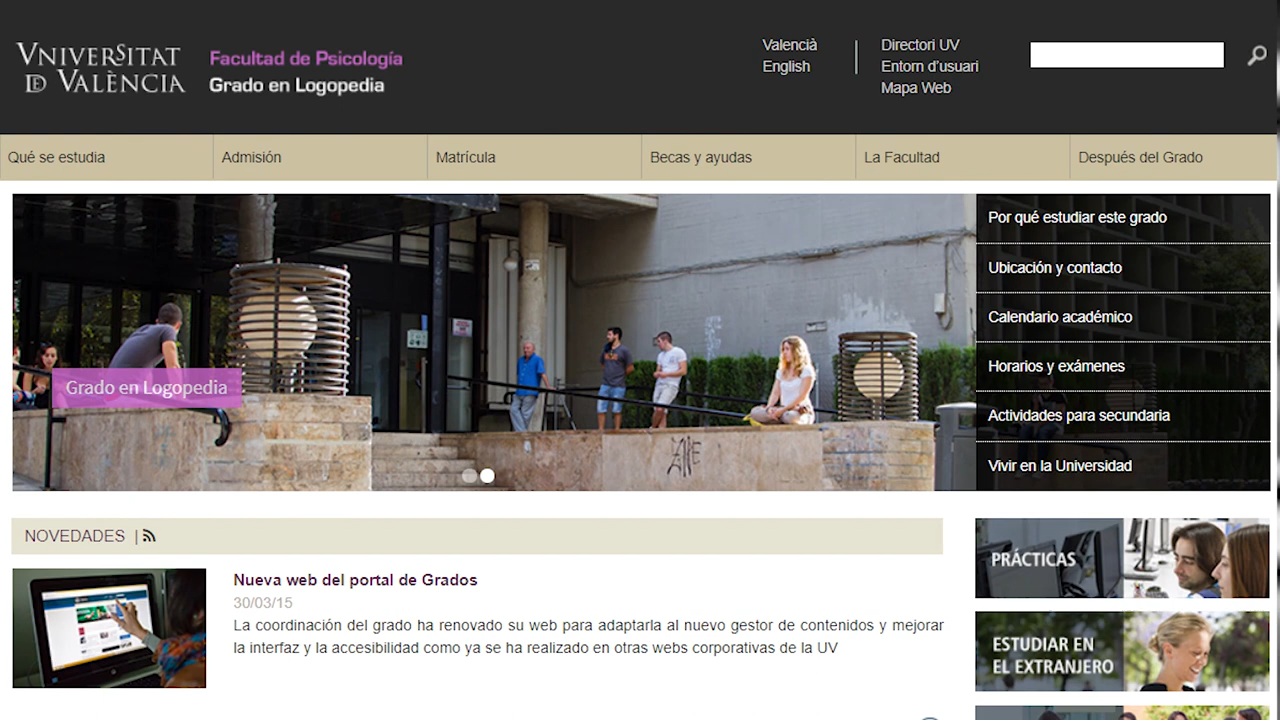 VNIVERSITAT
DE VALÈNCIA
Facultad de Psicología
Grado en Logopedia
Valencià
English
Directori UV
Entorn d'usuari
Mapa Web
Qué se estudia
Admisión
Matrícula
Becas y ayudas
La Facultad
Después del Grado
Por qué estudiar este grado
Ubicación y contacto
Calendario académico
Horarios y exámenes
Actividades para secundaria
Vivir en la Universidad
Grado en Logopedia
NOVEDADES |
Nueva web del portal de Grados
30/03/15
La coordinación del grado ha renovado su web para adaptarla al nuevo gestor de contenidos y mejorar
la interfaz y la accesibilidad como ya se ha realizado en otras webs corporativas de la UV
PRÁCTICAS
ESTUDIAR EN
EL EXTRANJERO